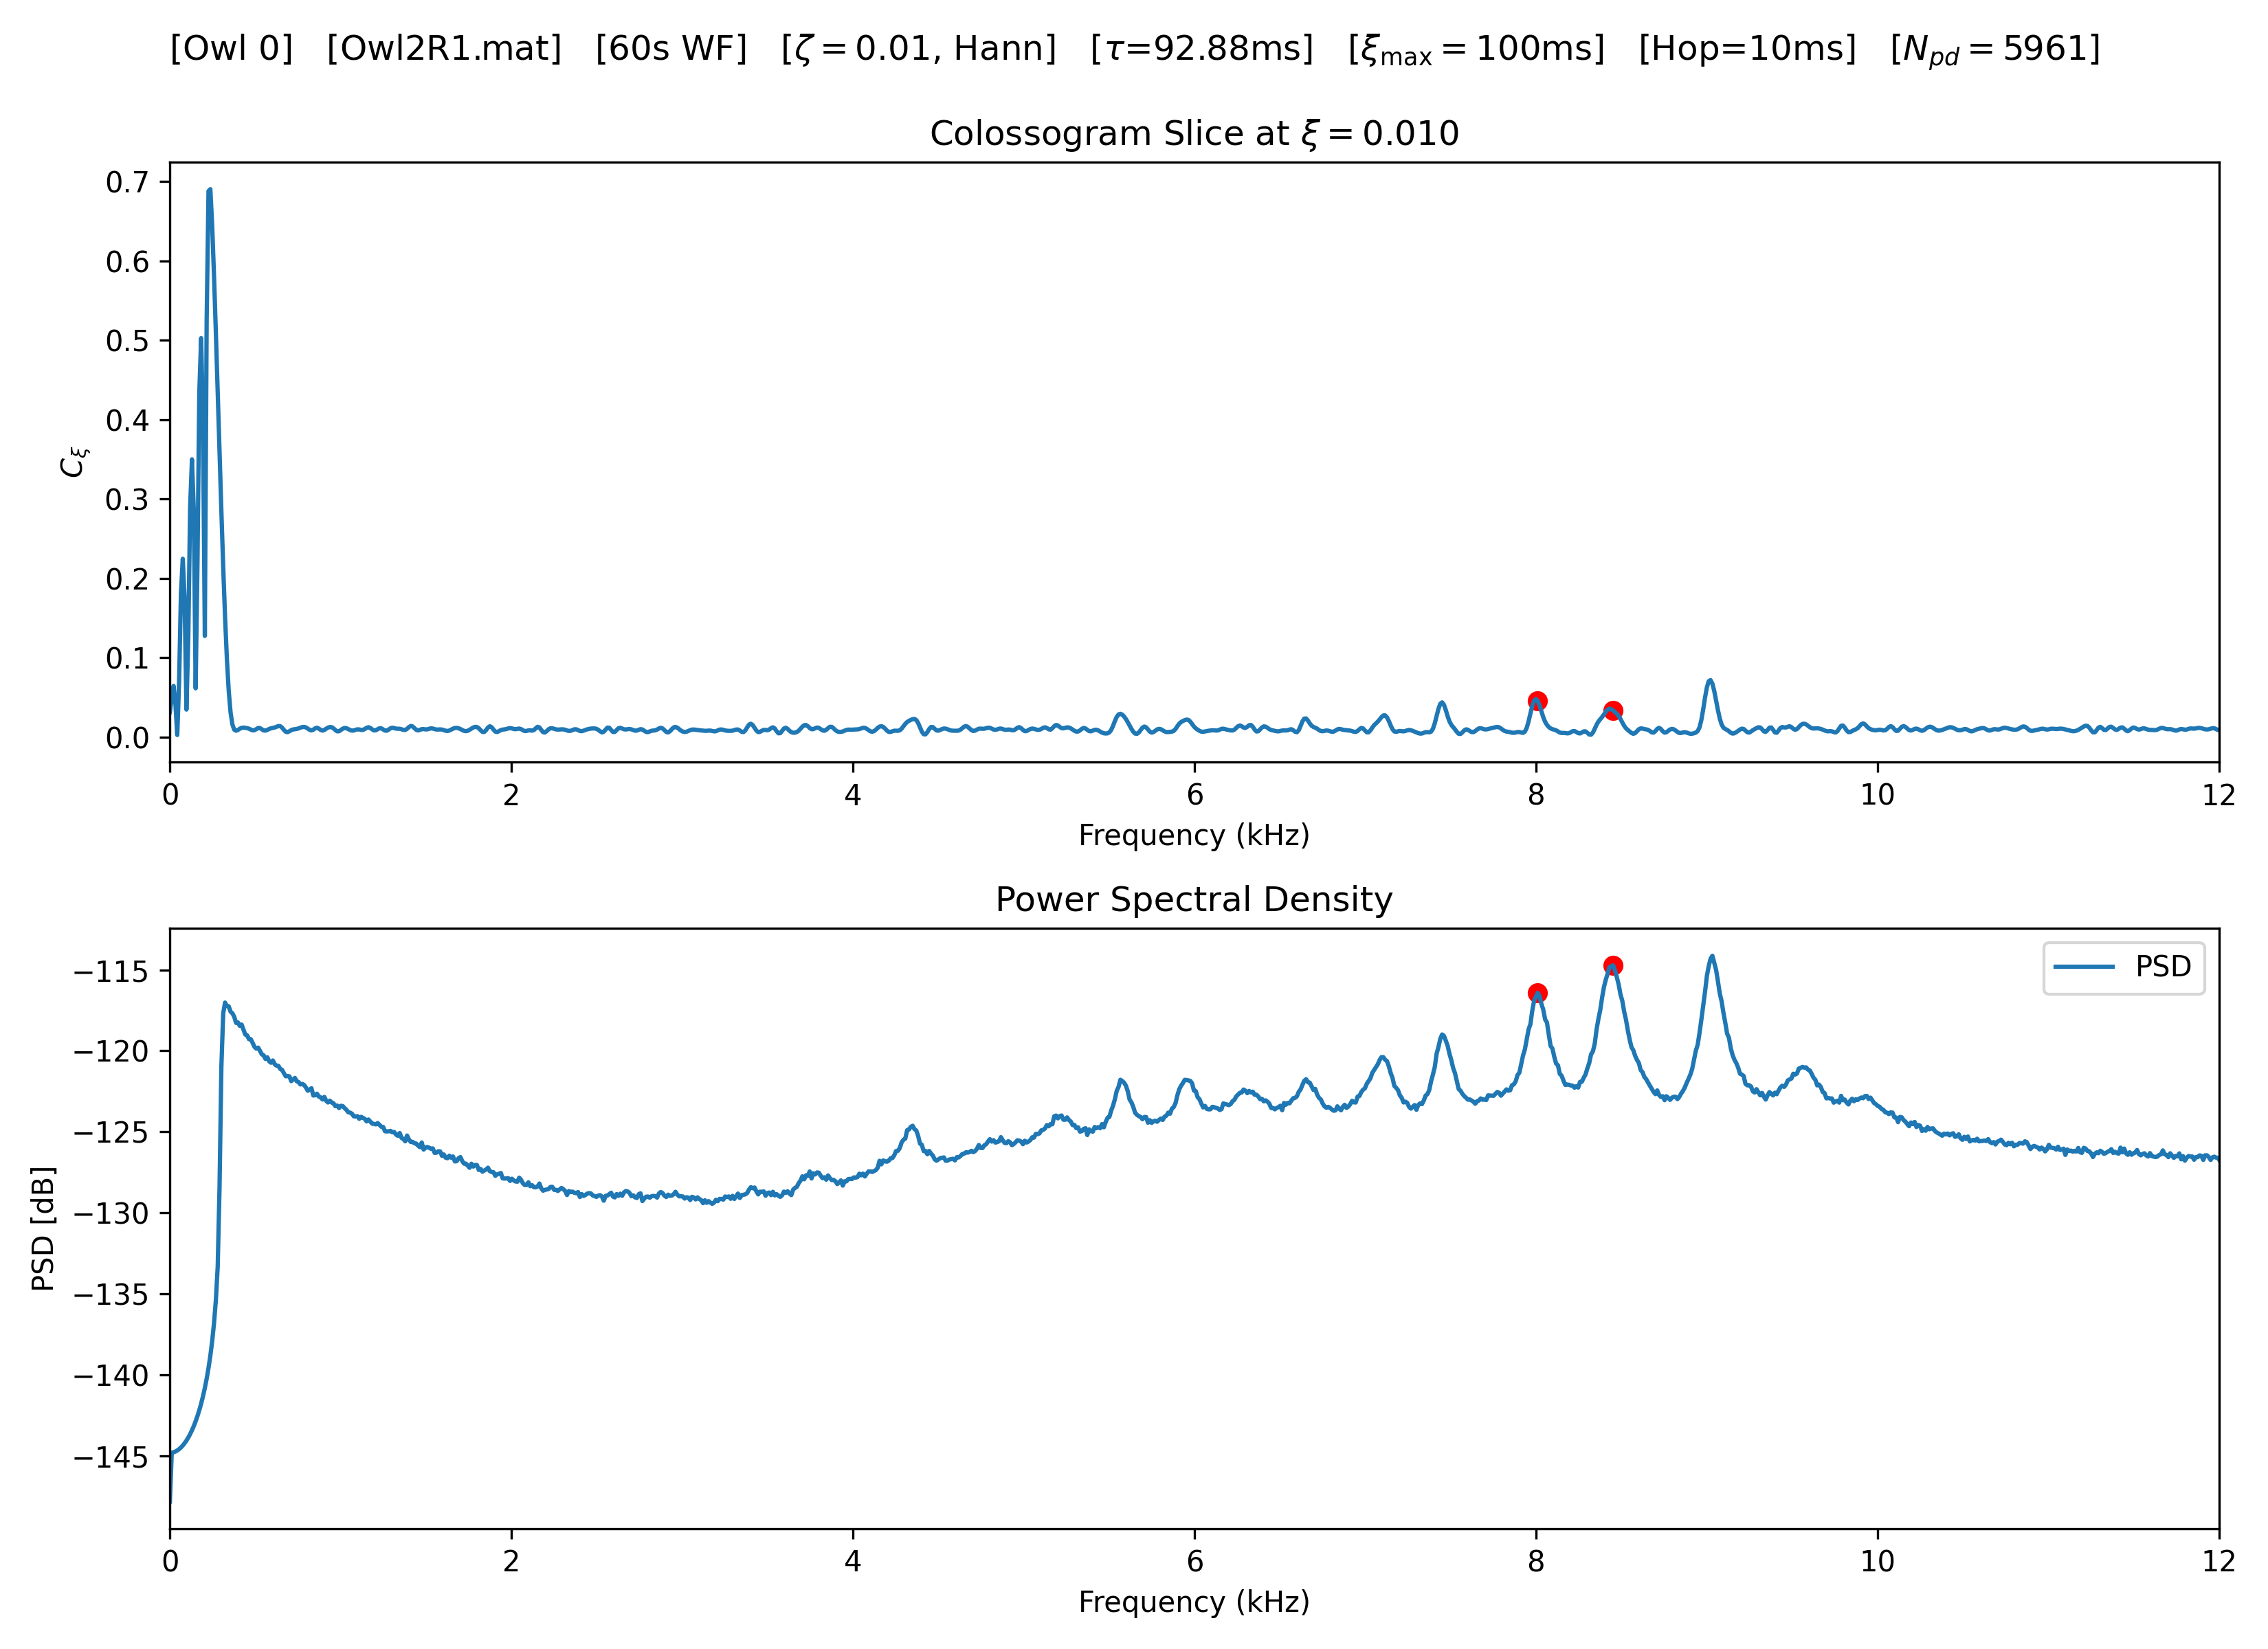 [Owl 0] [Owl2R1.mat] [60s WF] [ζ = 0.01, Hann] [τ=92.88ms] [ξmax = 100ms] [Hop=10ms] [Npd = 5961]
Colossogram Slice at ξ = 0.010
0.7
0.6
0.5
0.4
0.3
0.2
0.1
0.0
Cξ
0 2 4 6 8 10 12
Frequency (kHz)
Power Spectral Density
PSD
−115
−120
−125
−130
−135
−140
−145
PSD [dB]
0 2 4 6 8 10 12
Frequency (kHz)